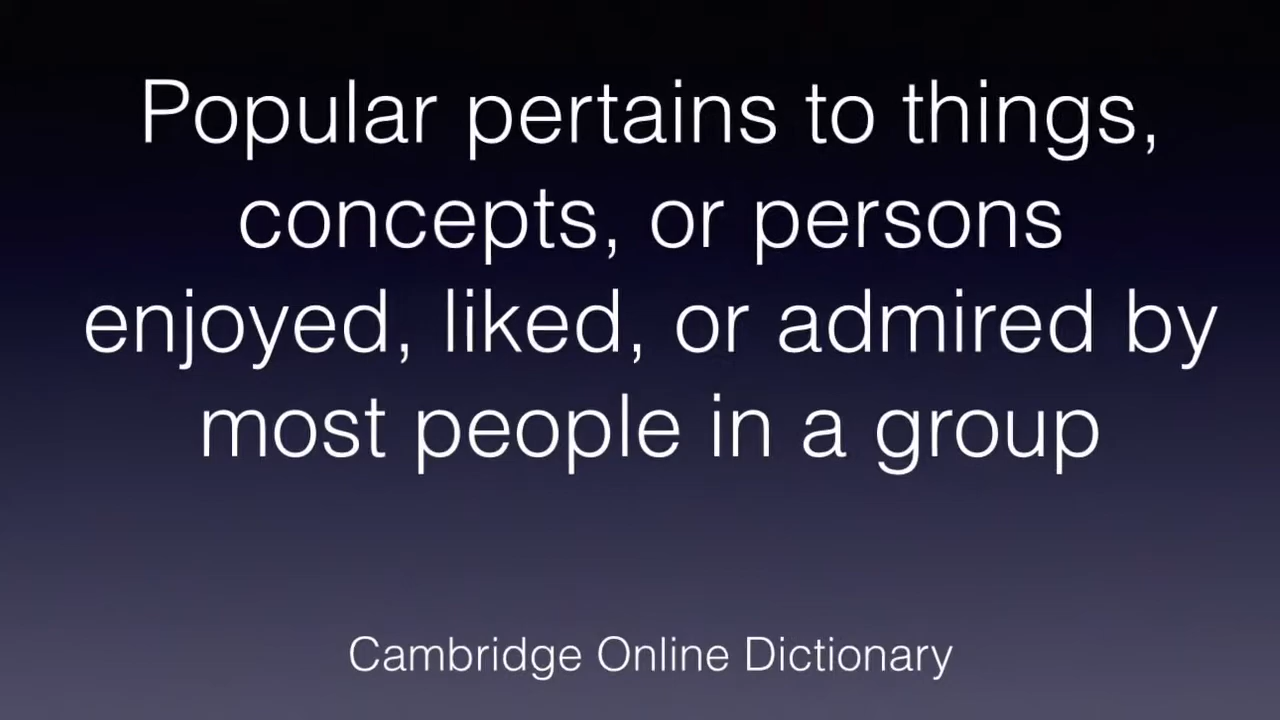 Popular pertains to things,
concepts, or persons
enjoyed, liked, or admired by
most people in a group
Cambridge Online Dictionary